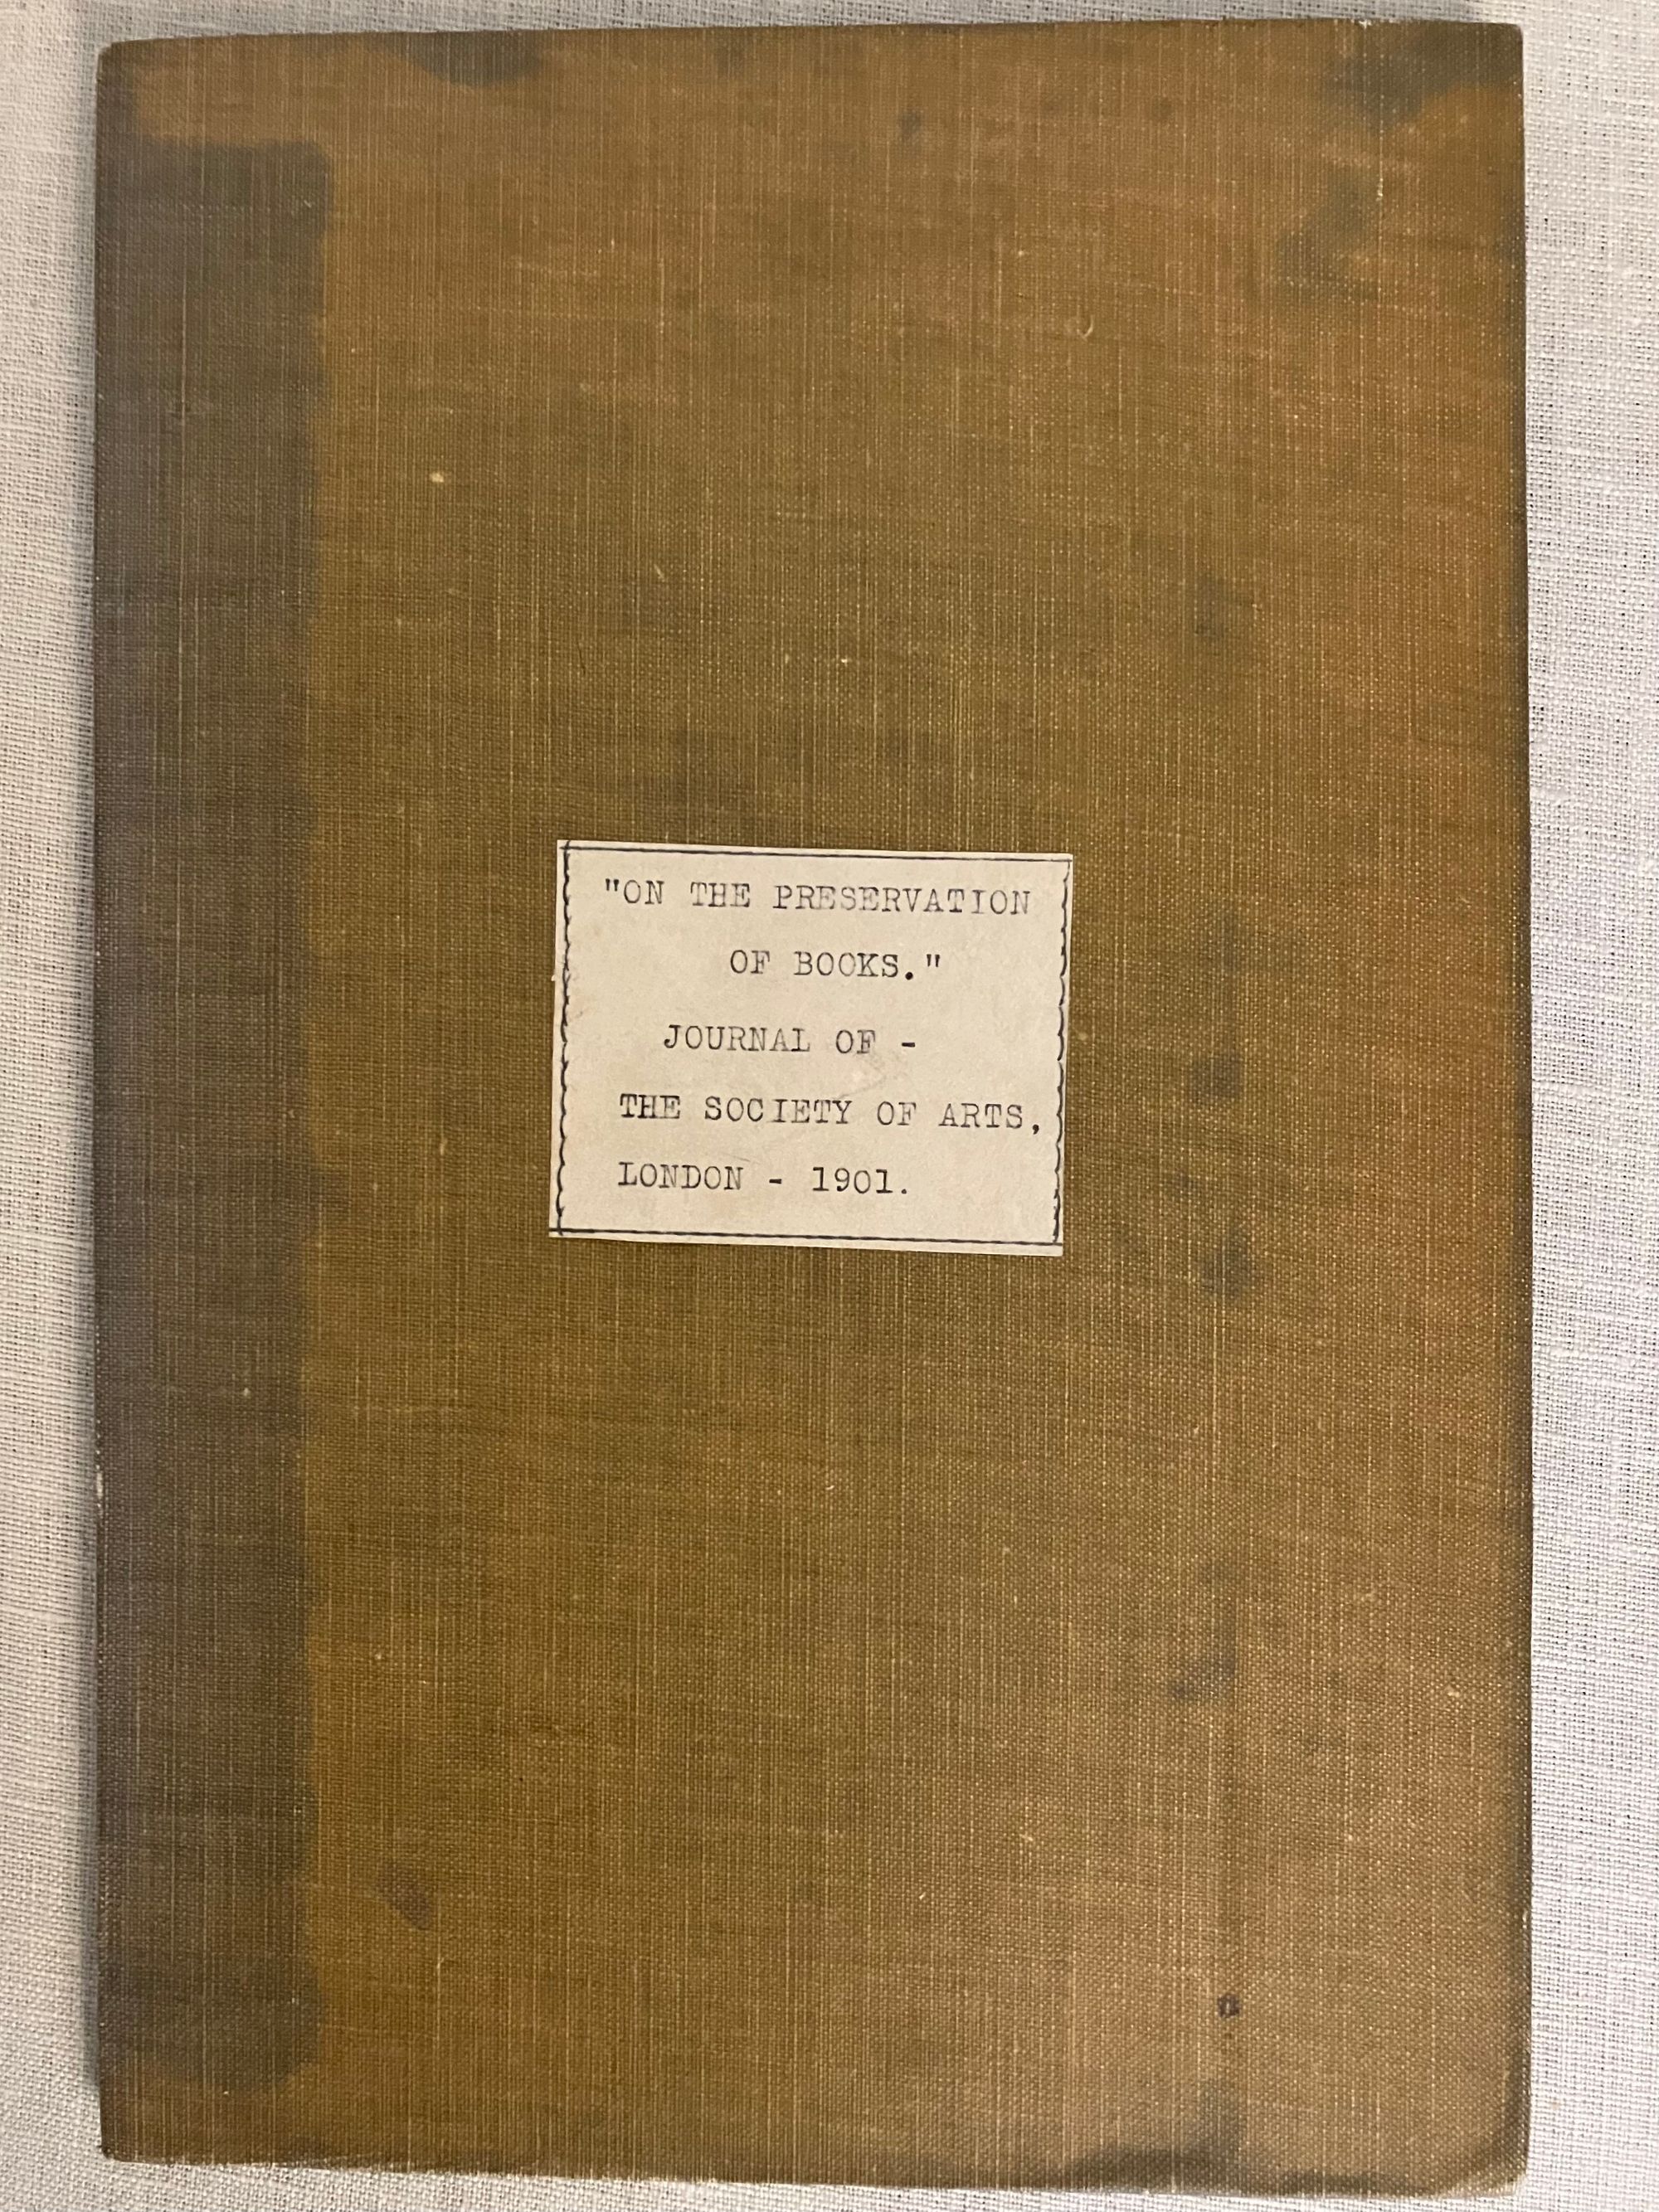 "ON THE PRESERVATION
OF BOOKS."
JOURNAL OF -
THE SOCIETY OF ARTS,
LONDON - 1901.